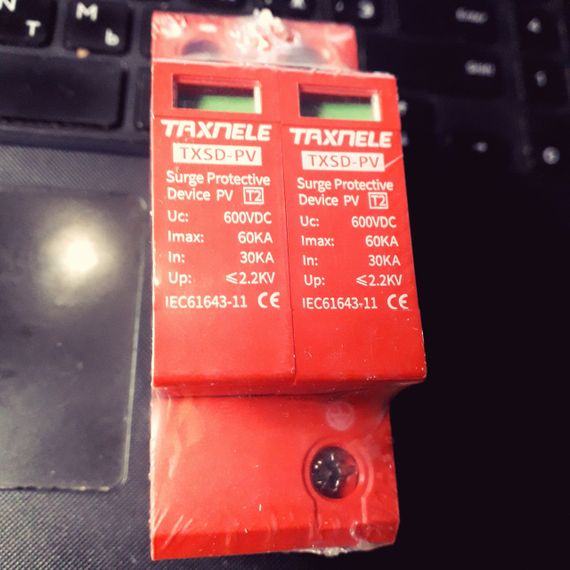 TAXNELE
TXSD-PV
Surge Protective
Device PV T2
Uc: 600VDC
Imax: 60KA
In: 30KA
Up: ⩽2.2KV
IEC61643-11 CE
TAXNELE
TXSD-PV
Surge Protective
Device PV T2
Uc: 600VDC
Imax: 60KA
In: 30KA
Up: ⩽2.2KV
IEC61643-11 CE
Т
Ь